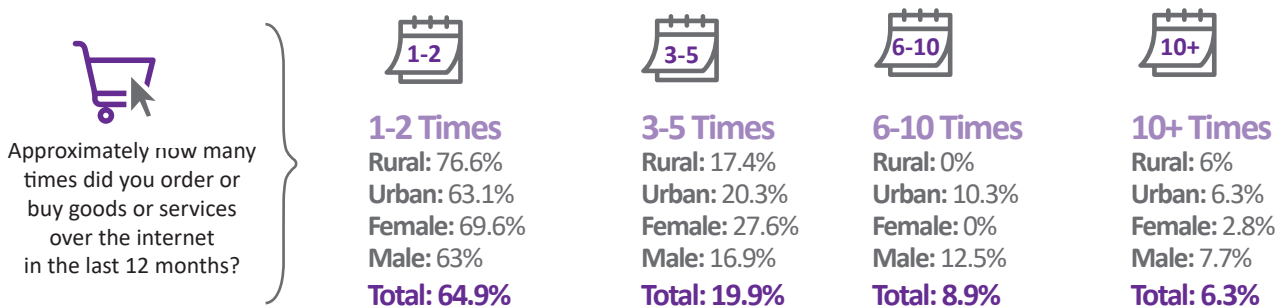 Approximately how many
times did you order or
buy goods or services
over the internet
in the last 12 months?
1-2
1-2 Times
Rural: 76.6%
Urban: 63.1%
Female: 69.6%
Male: 63%
Total: 64.9%
3-5
3-5 Times
Rural: 17.4%
Urban: 20.3%
Female: 27.6%
Male: 16.9%
Total: 19.9%
6-10
6-10 Times
Rural: 0%
Urban: 10.3%
Female: 0%
Male: 12.5%
Total: 8.9%
10+
10+ Times
Rural: 6%
Urban: 6.3%
Female: 2.8%
Male: 7.7%
Total: 6.3%